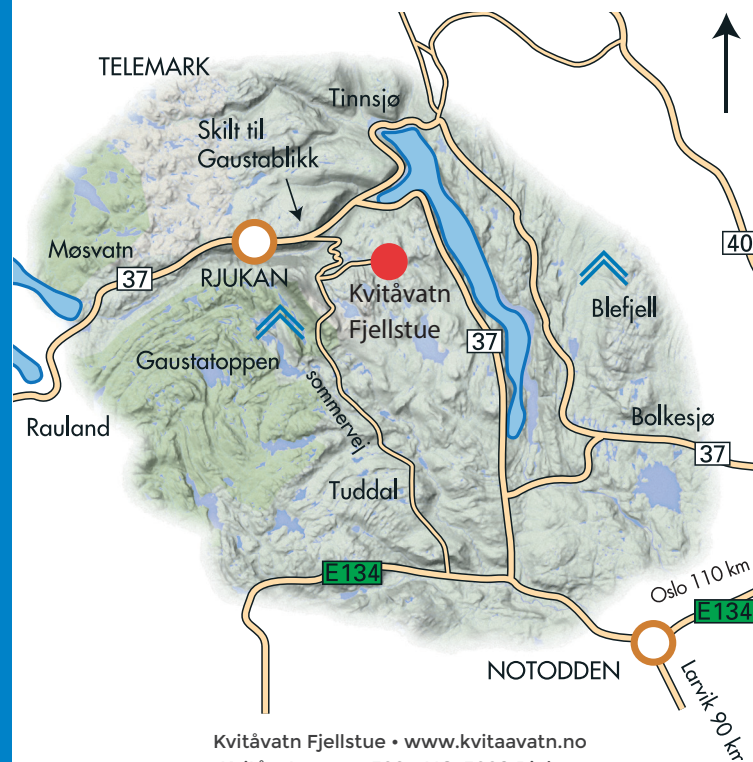 TELEMARK
Tinnsjø
Skilt til
Gaustablikk
40
Møsvatn
37
RJUKAN
Kvitåvatn
Fjellstue
Blefjell
37
Gaustatoppen
sommervej
Rauland
Bolkesjø
37
Tuddal
E134
Oslo 110 km
E134
NOTODDEN
Larvik 90 km
Kvitåvatn Fjellstue • www.kvitaavatn.no